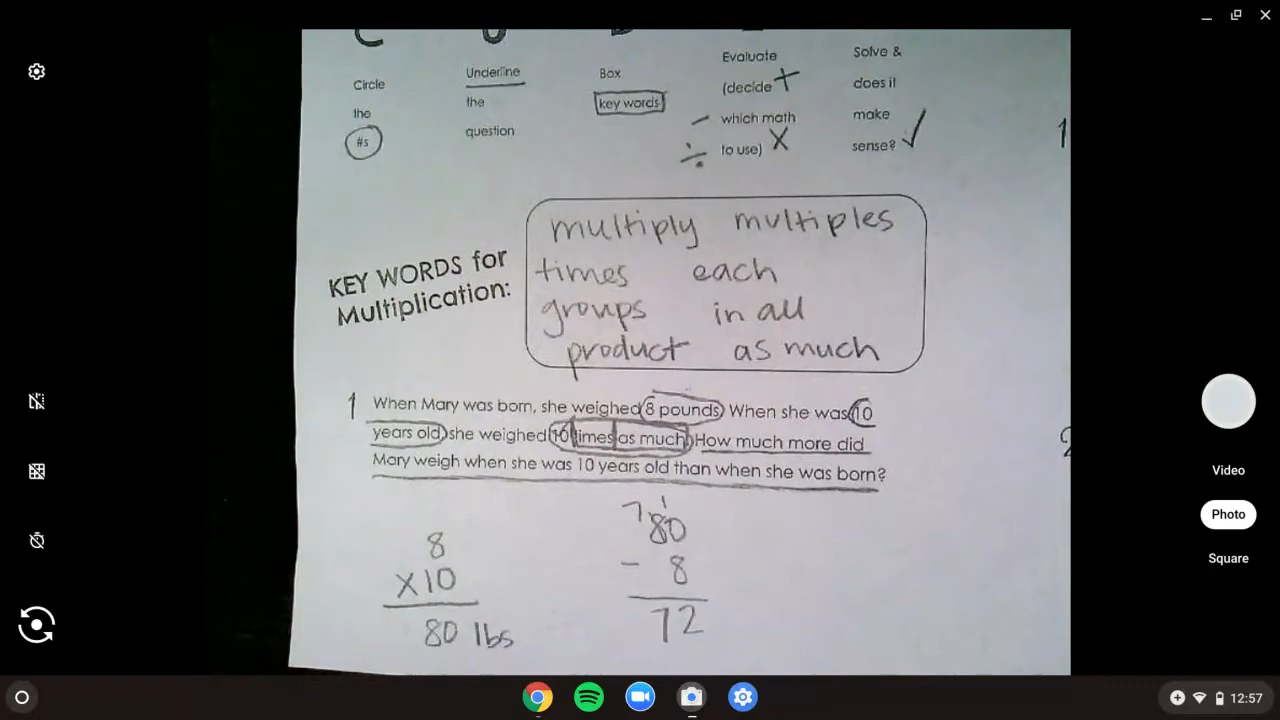 C U B
Circle
the
#s
Underline
the
question
Box
key words
Evaluate
(decide +
- which math
÷ to use) X
Solve &
does it
make
sense? ✓
KEY WORDS for
Multiplication:
multiply multiples
times each
groups in all
product as much
1 When Mary was born, she weighed 8 pounds. When she was 10
years old, she weighed 10 times as much. How much more did
Mary weigh when she was 10 years old than when she was born?
8
X10
80 lbs
7 1
80
- 8
72
1
2
Video
Photo
Square
12:57